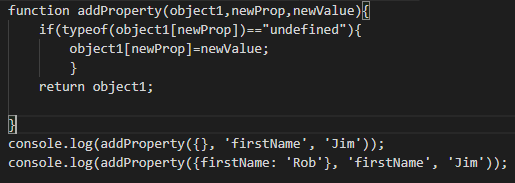 function addProperty(object1,newProp,newValue){
    if(typeof(object1[newProp])=="undefined"){
        object1[newProp]=newValue;
        }
    return object1;
}
console.log(addProperty({}, 'firstName', 'Jim'));
console.log(addProperty({firstName: 'Rob'}, 'firstName', 'Jim'));